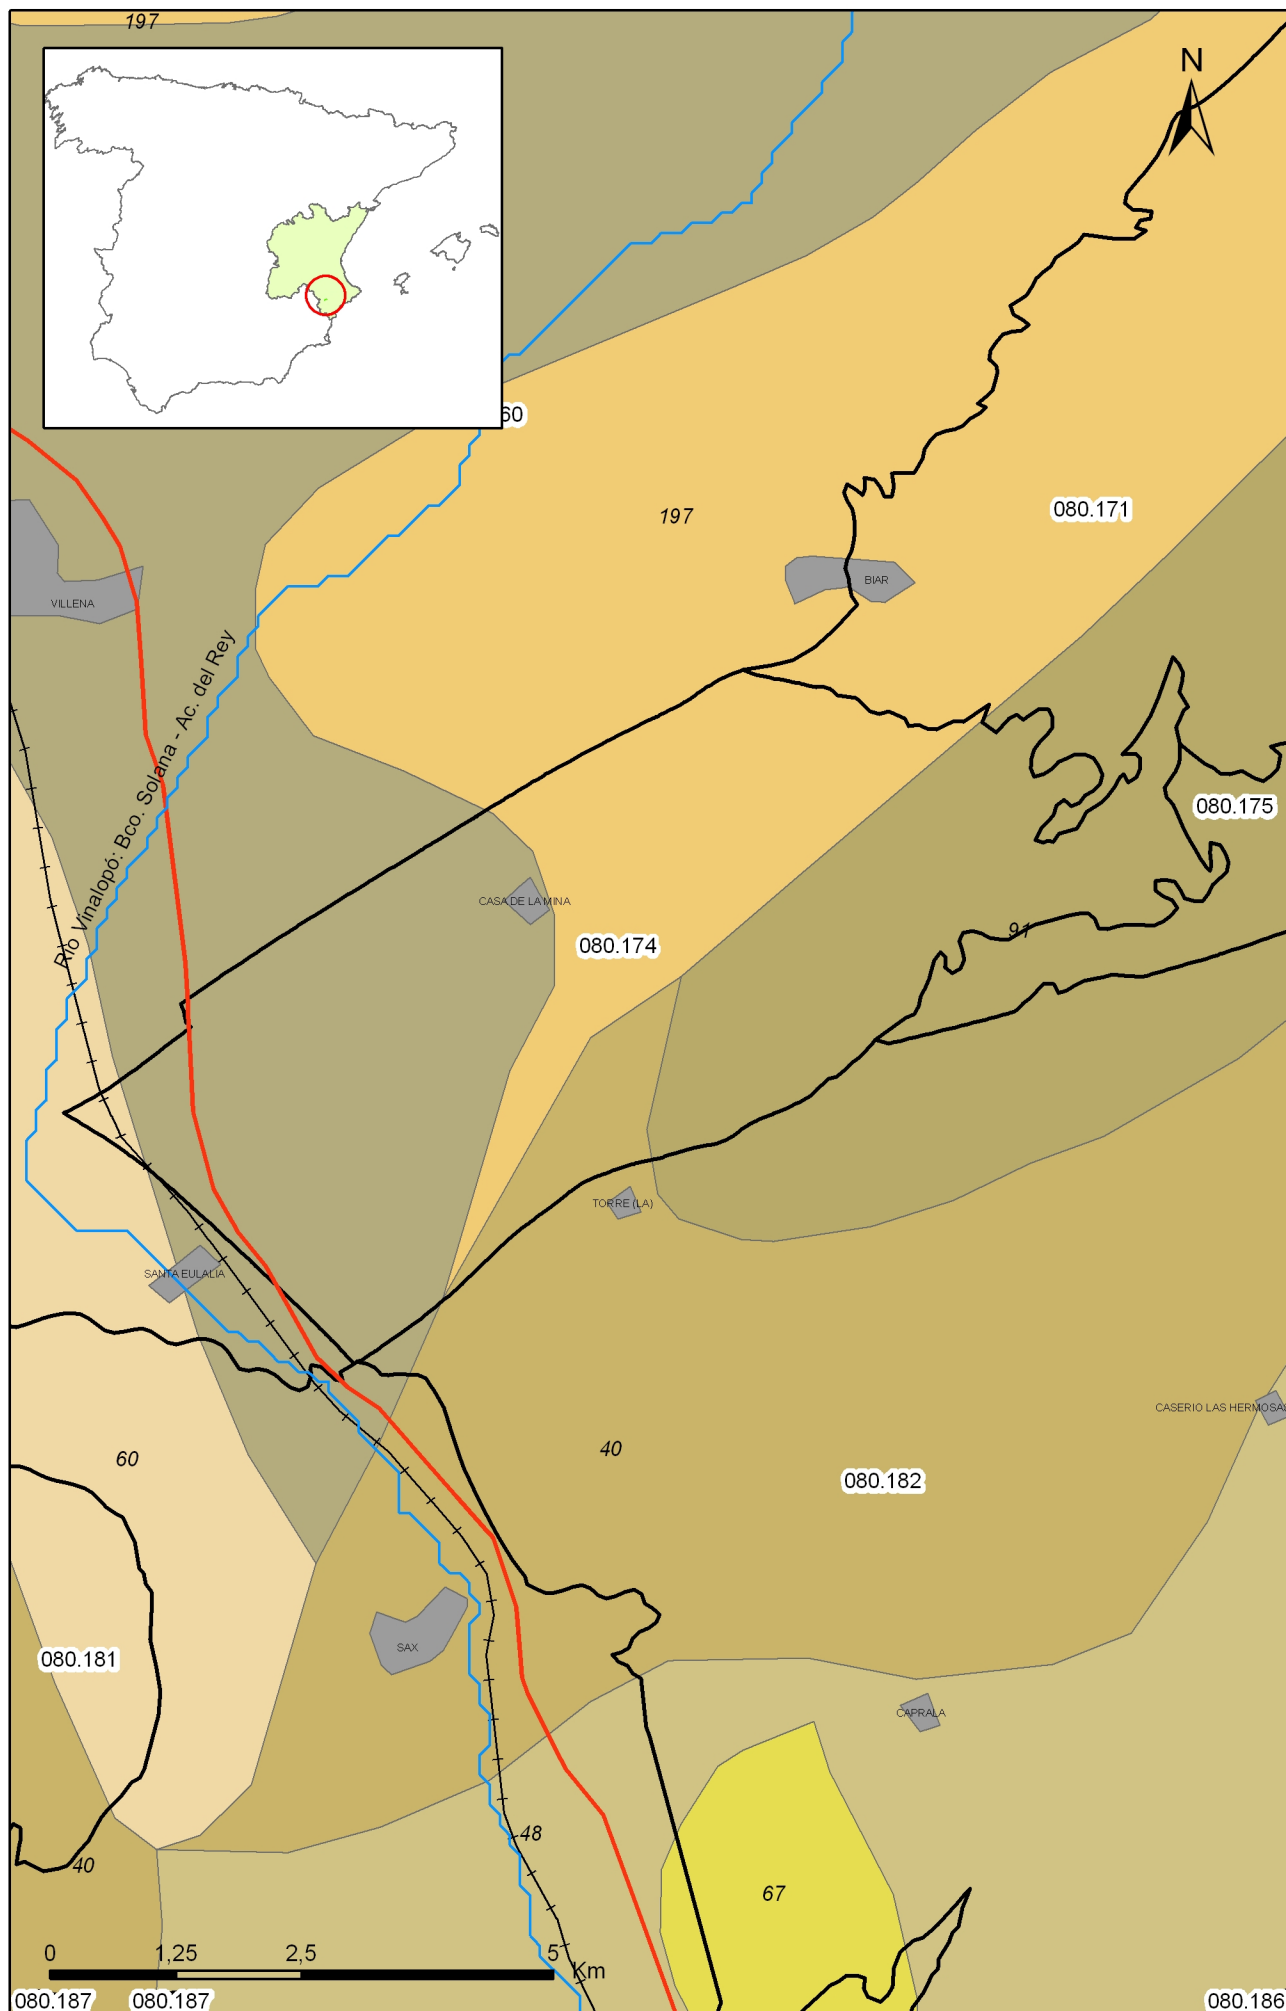 197
N
60
197
080.171
BIAR
VILLENA
Río Vinalopó: Bco. Solana - Ac. del Rey
080.175
CASA DE LA MINA
91
080.174
TORRE (LA)
SANTA EULALIA
CASERIO LAS HERMOSAS
60
40
080.182
SAX
080.181
CAPRALA
48
40
67
0 1,25 2,5 5
Km
080.187 080.187 080.186